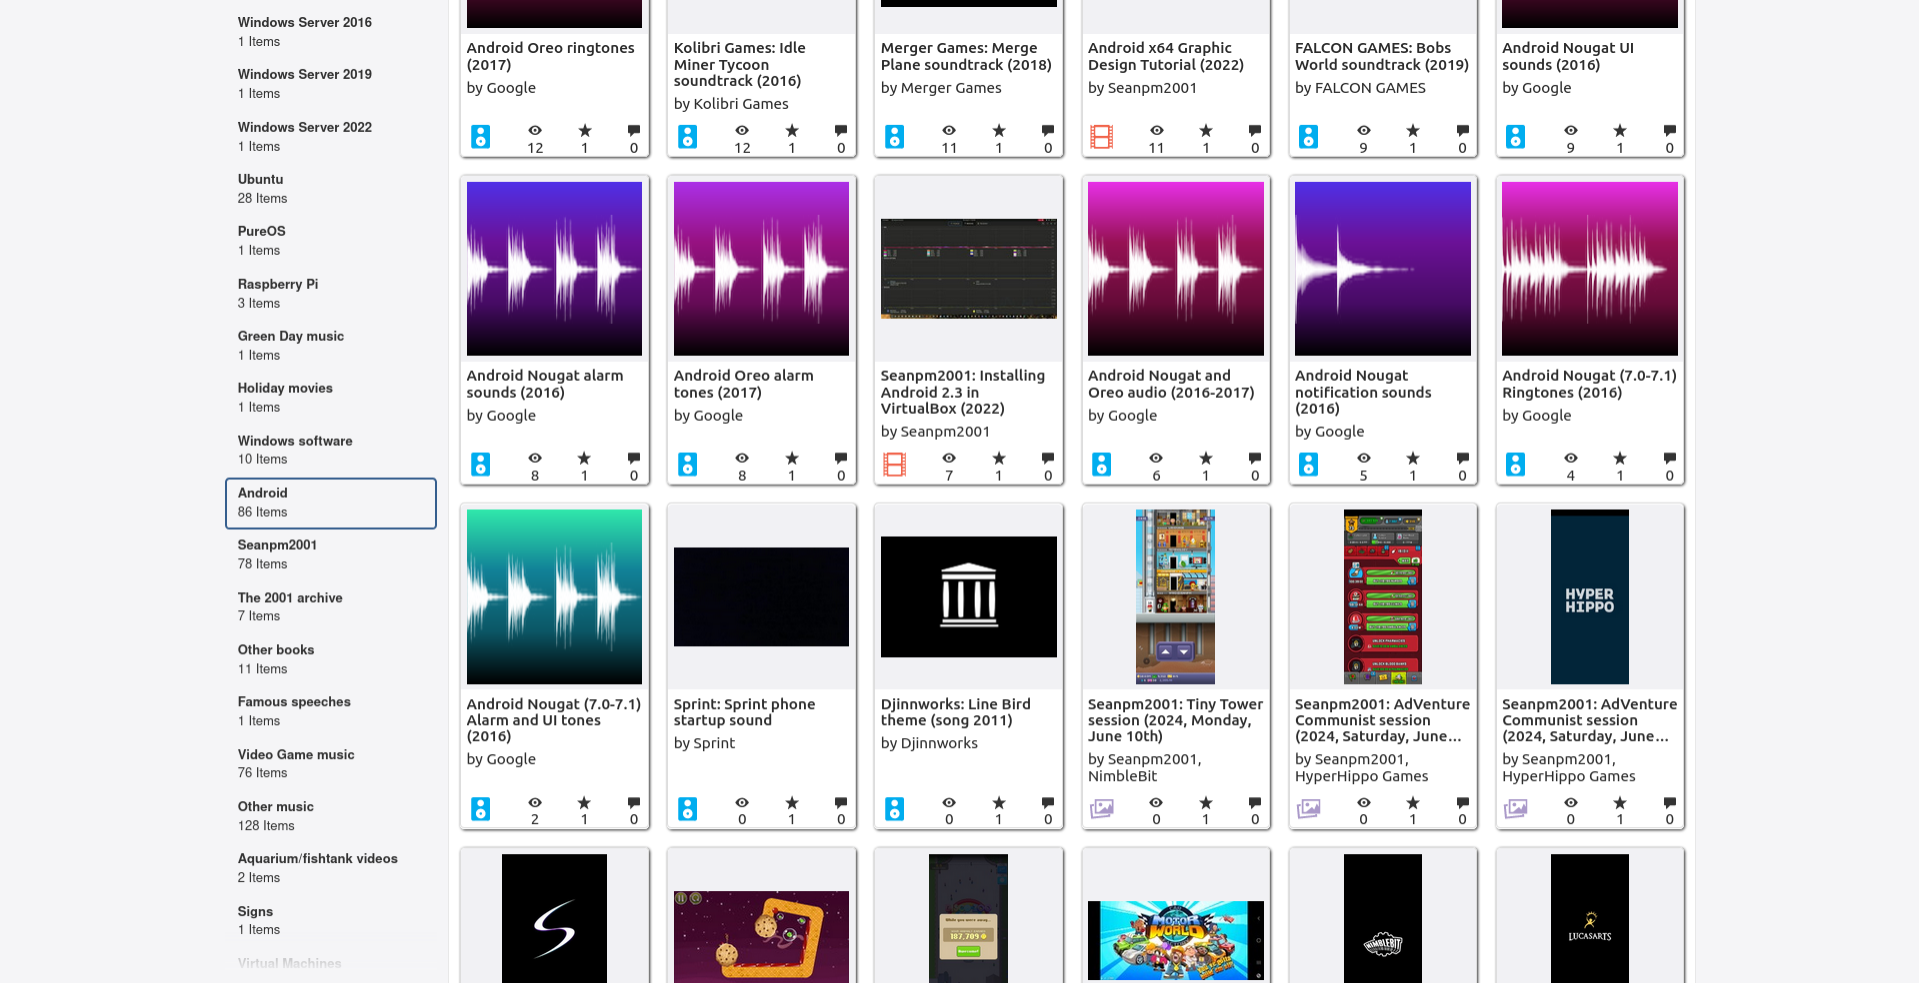 Windows Server 2016
1 Items
Windows Server 2019
1 Items
Windows Server 2022
1 Items
Ubuntu
28 Items
PureOS
1 Items
Raspberry Pi
3 Items
Green Day music
1 Items
Holiday movies
1 Items
Windows software
10 Items
Android
86 Items
Seanpm2001
78 Items
The 2001 archive
7 Items
Other books
11 Items
Famous speeches
1 Items
Video Game music
76 Items
Other music
128 Items
Aquarium/fishtank videos
2 Items
Signs
1 Items
Virtual Machines
Android Oreo ringtones
(2017)
by Google
12 1 0
Kolibri Games: Idle
Miner Tycoon
soundtrack (2016)
by Kolibri Games
12 1 0
Merger Games: Merge
Plane soundtrack (2018)
by Merger Games
11 1 0
Android x64 Graphic
Design Tutorial (2022)
by Seanpm2001
11 1 0
FALCON GAMES: Bobs
World soundtrack (2019)
by FALCON GAMES
9 1 0
Android Nougat UI
sounds (2016)
by Google
9 1 0
Android Nougat alarm
sounds (2016)
by Google
8 1 0
Android Oreo alarm
tones (2017)
by Google
8 1 0
Seanpm2001: Installing
Android 2.3 in
VirtualBox (2022)
by Seanpm2001
7 1 0
Android Nougat and
Oreo audio (2016-2017)
by Google
6 1 0
Android Nougat
notification sounds
(2016)
by Google
5 1 0
Android Nougat (7.0-7.1)
Ringtones (2016)
by Google
4 1 0
Android Nougat (7.0-7.1)
Alarm and UI tones
(2016)
by Google
2 1 0
Sprint: Sprint phone
startup sound
by Sprint
0 1 0
Djinnworks: Line Bird
theme (song 2011)
by Djinnworks
0 1 0
Seanpm2001: Tiny Tower
session (2024, Monday,
June 10th)
by Seanpm2001,
NimbleBit
0 1 0
Seanpm2001: AdVenture
Communist session
(2024, Saturday, June...
by Seanpm2001,
HyperHippo Games
0 1 0
HYPER
HIPPO
Seanpm2001: AdVenture
Communist session
(2024, Saturday, June...
by Seanpm2001,
HyperHippo Games
0 1 0
While you were away...
187,709
MOTOR
WORLD
NIMBLEBIT
LUCASARTS